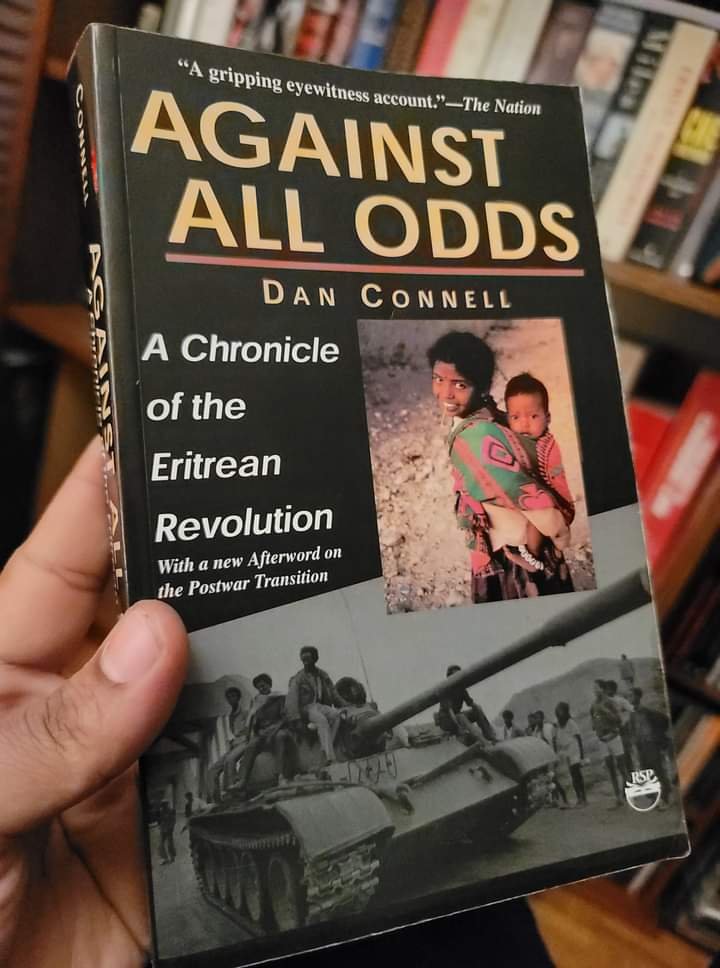 "A gripping eyewitness account."—The Nation
AGAINST
ALL ODDS
DAN CONNELL
A Chronicle
of the
Eritrean
Revolution
With a new Afterword on
the Postwar Transition
RSP
CONNELL
AGAINST ALL